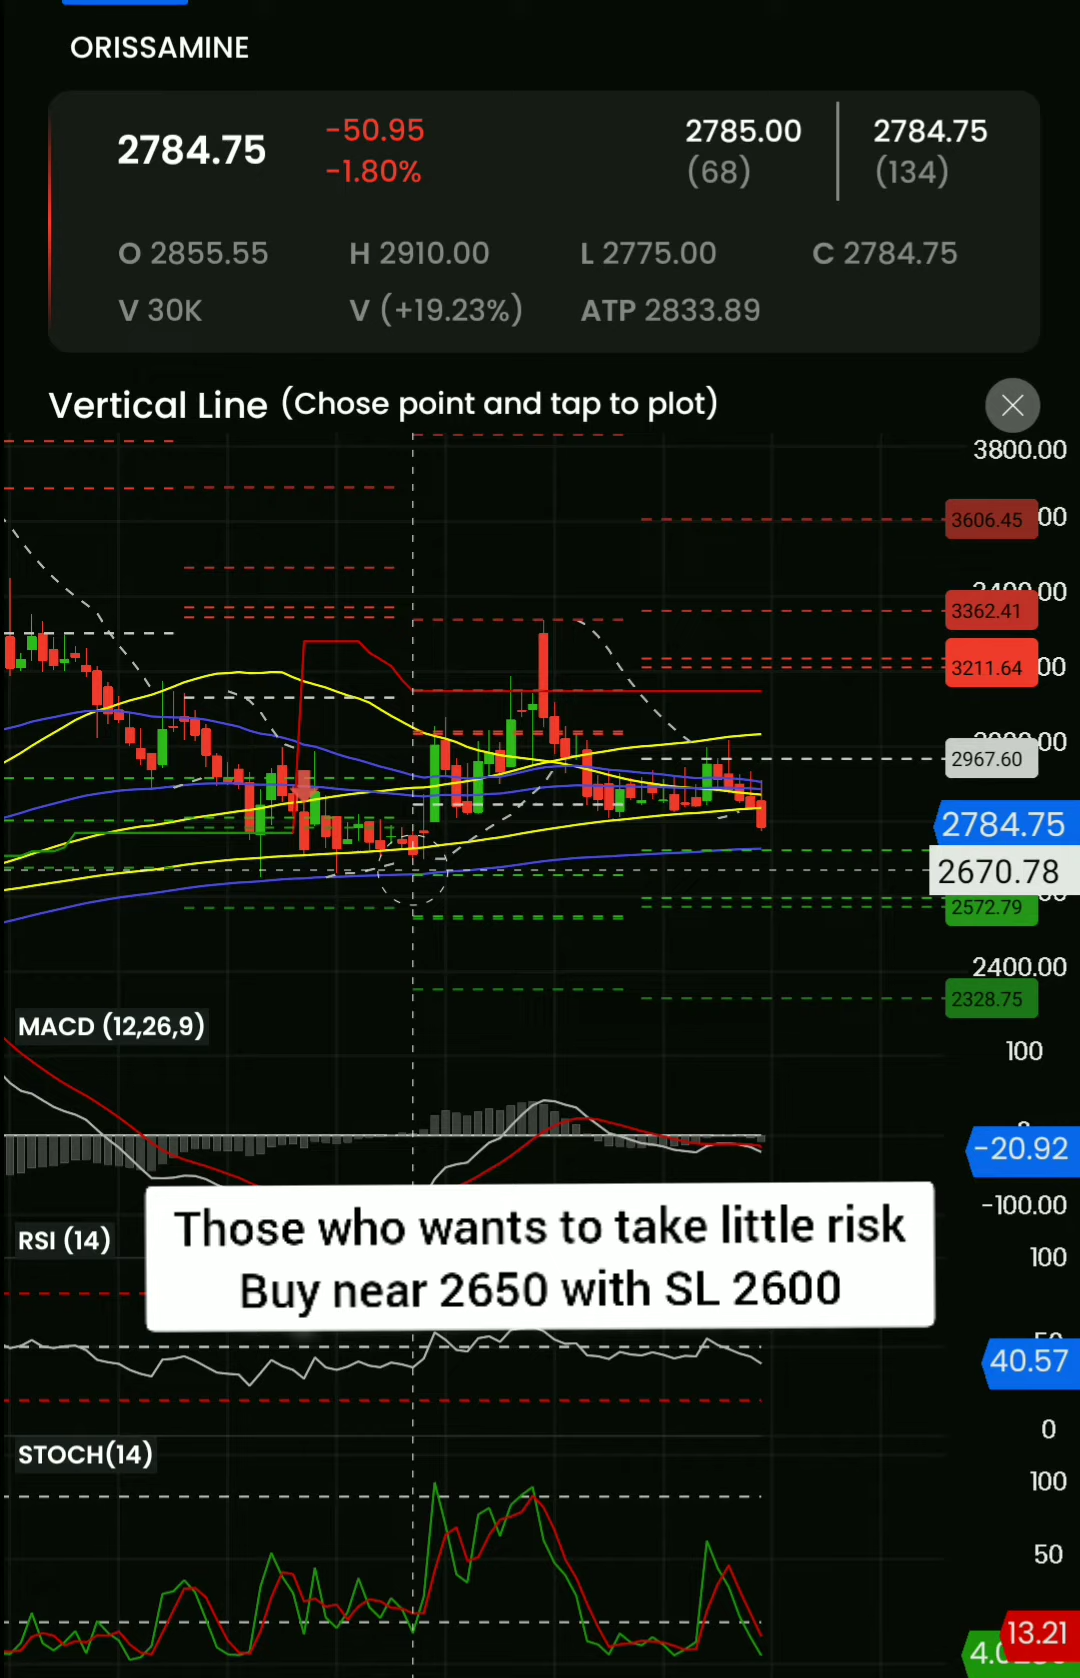 ORISSAMINE
2784.75 -50.95 2785.00 2784.75
-1.80% (68) (134)
O 2855.55 H 2910.00 L 2775.00 C 2784.75
V 30K V (+19.23%) ATP 2833.89
Vertical Line (Chose point and tap to plot)
3800.00
3606.45
3362.41
3211.64
2967.60
2784.75
2670.78
2572.79
2400.00
2328.75
MACD (12,26,9)
100
-20.92
-100.00
Those who wants to take little risk
Buy near 2650 with SL 2600
RSI (14)
100
40.57
0
STOCH(14)
100
50
13.21